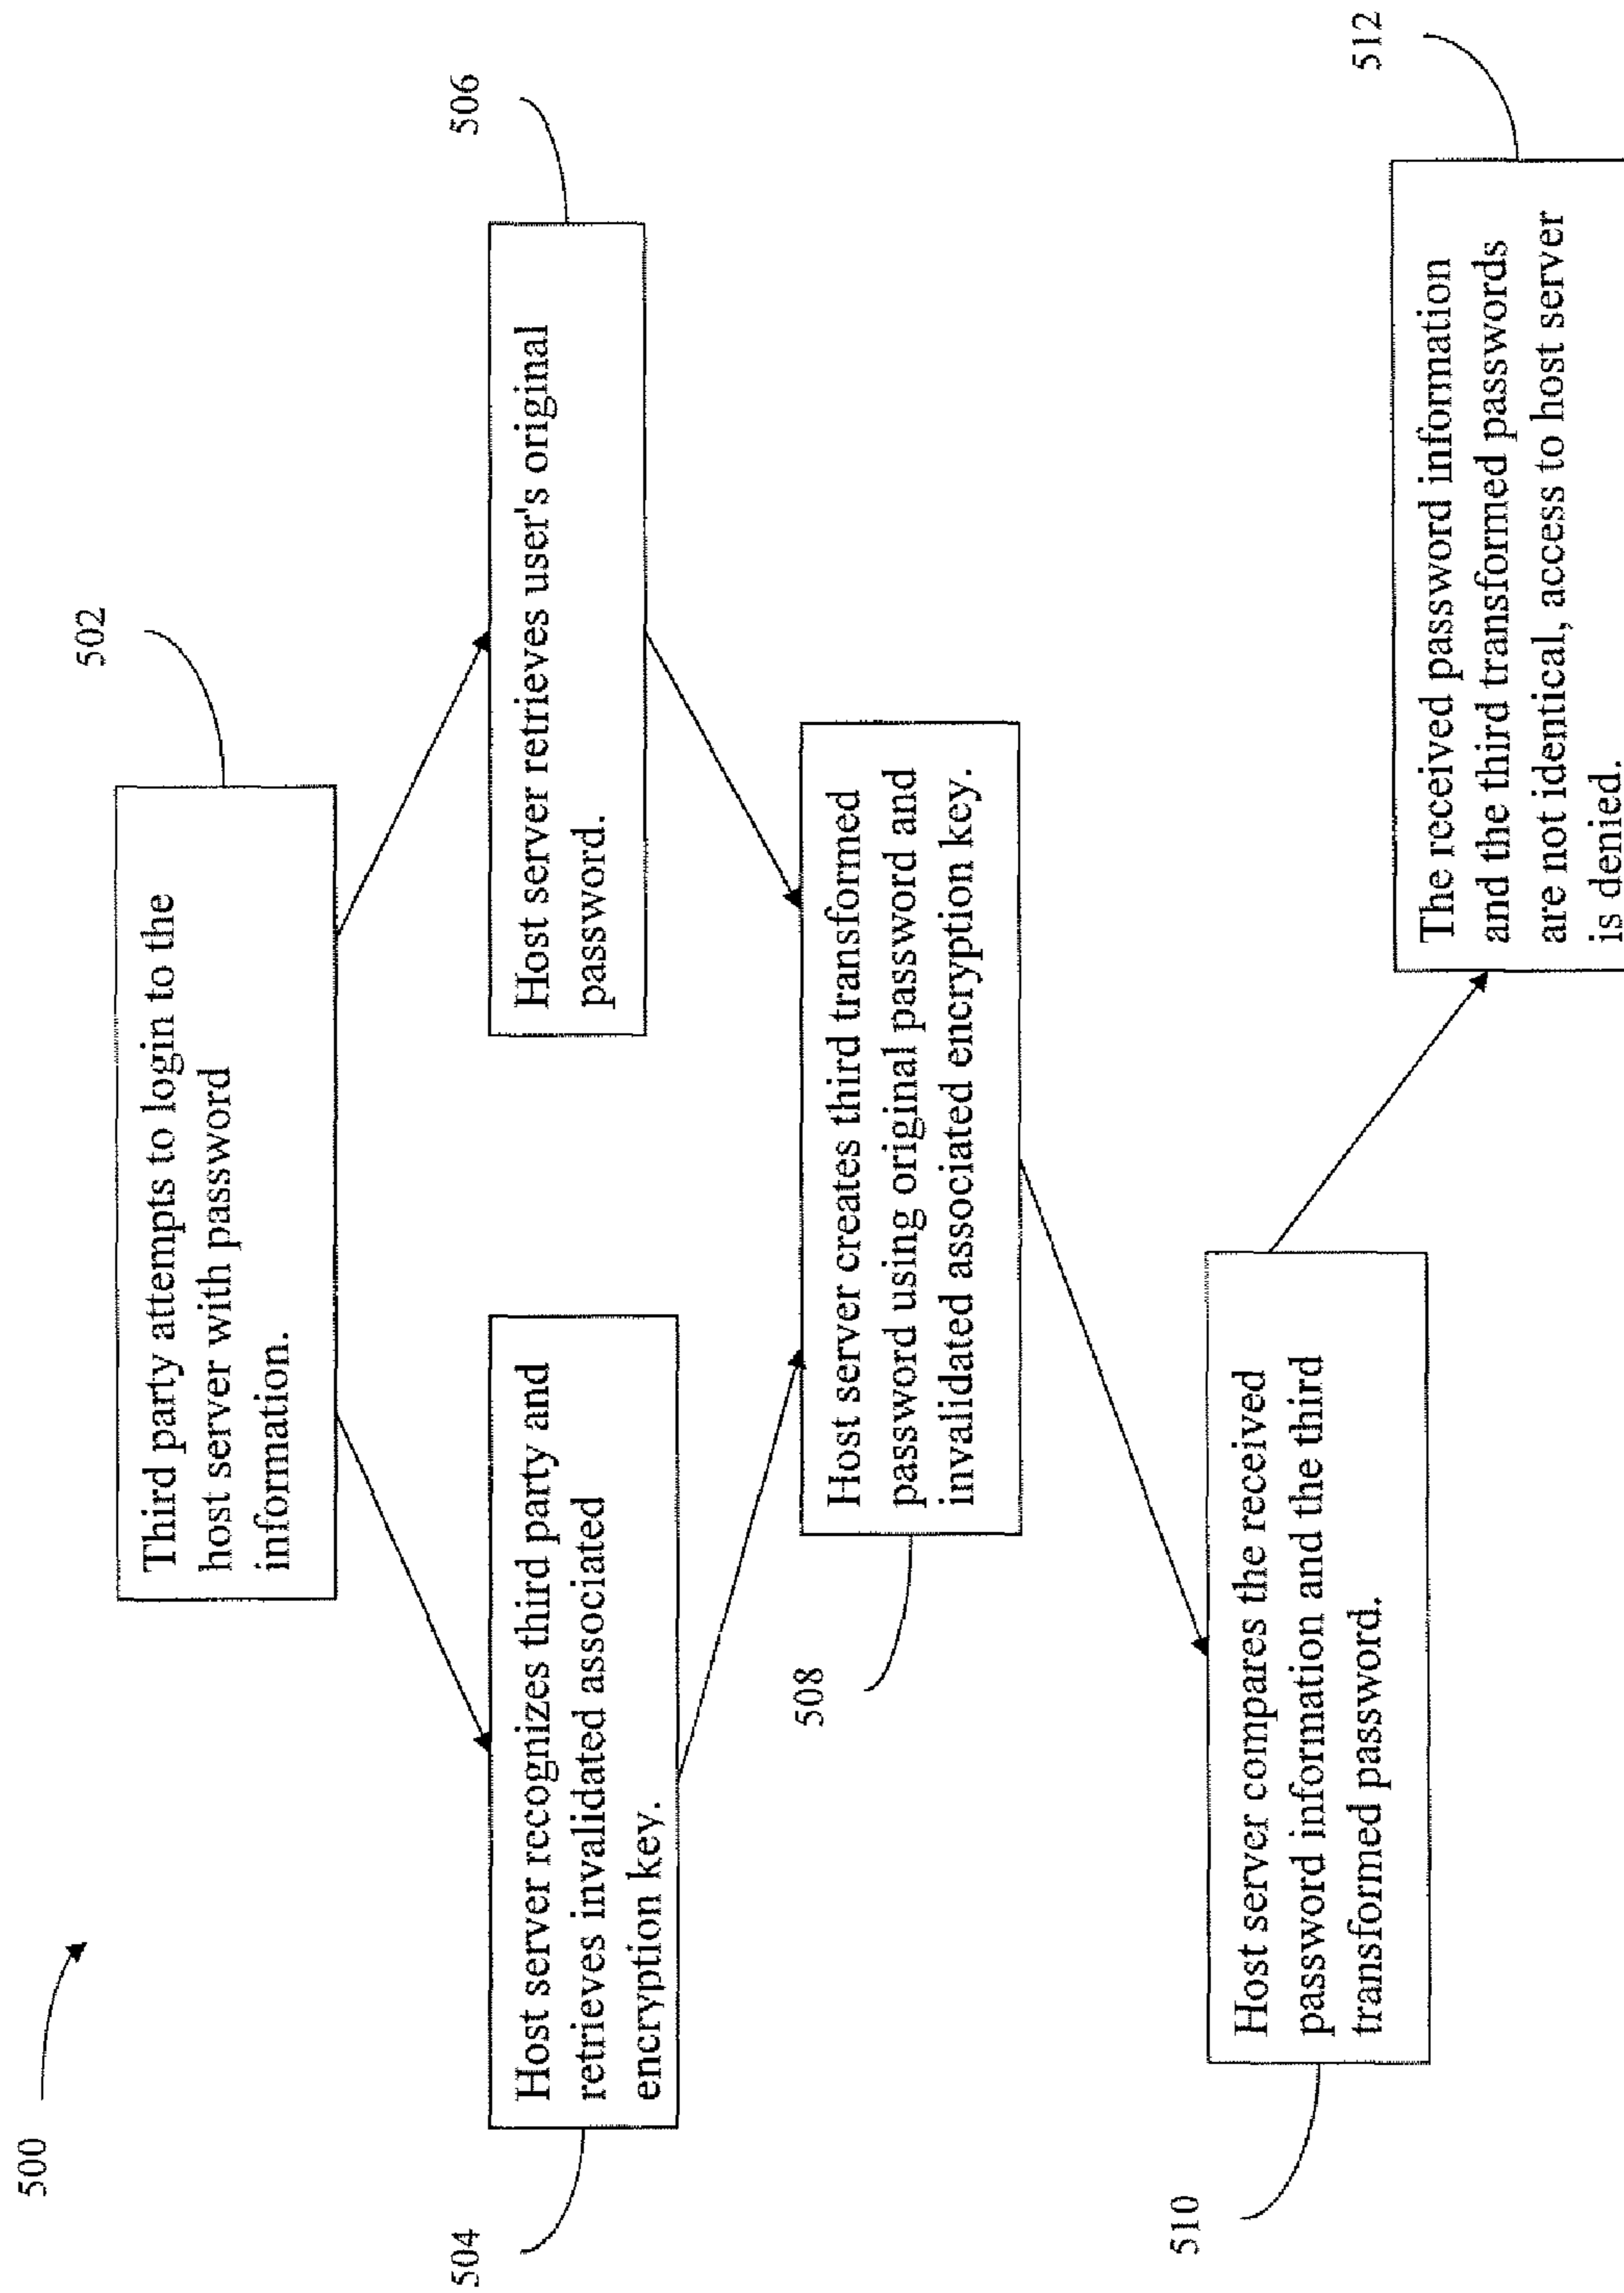 500
502
Third party attempts to login to the
host server with password
information.
504
Host server recognizes third party and
retrieves invalidated associated
encryption key.
506
Host server retrieves user's original
password.
508
Host server creates third transformed
password using original password and
invalidated associated encryption key.
510
Host server compares the received
password information and the third
transformed password.
512
The received password information
and the third transformed passwords
are not identical, access to host server
is denied.